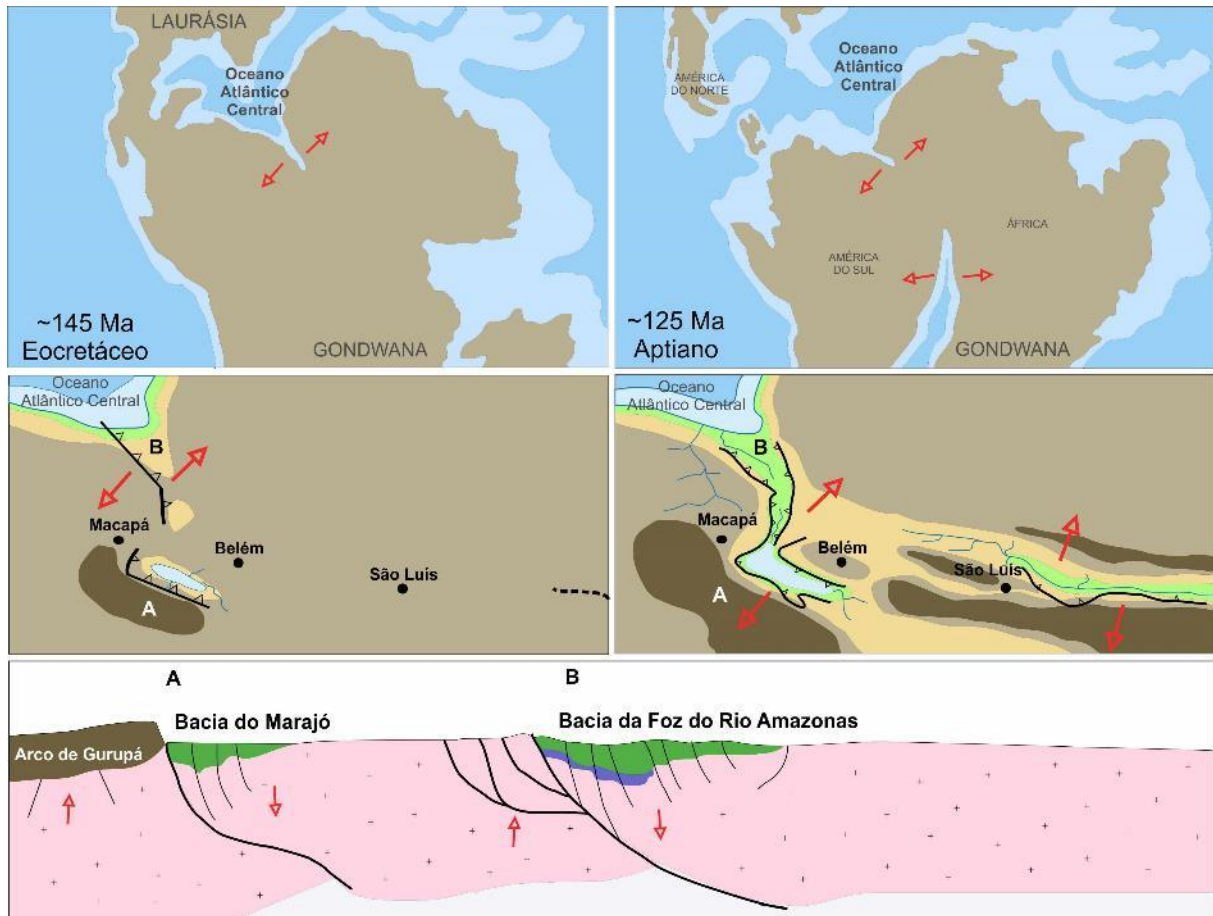 LAURÁSIA
Oceano
Atlântico
Central
~145 Ma
Eocretáceo
GONDWANA
AMÉRICA
DO NORTE
Oceano
Atlântico
Central
ÁFRICA
AMÉRICA
DO SUL
~125 Ma
Aptiano
GONDWANA
Oceano
Atlântico Central
B
Macapá
Belém
São Luís
A
Oceano
Atlântico Central
B
Macapá
Belém
São Luís
A
A
B
Bacia do Marajó
Bacia da Foz do Rio Amazonas
Arco de Gurupá